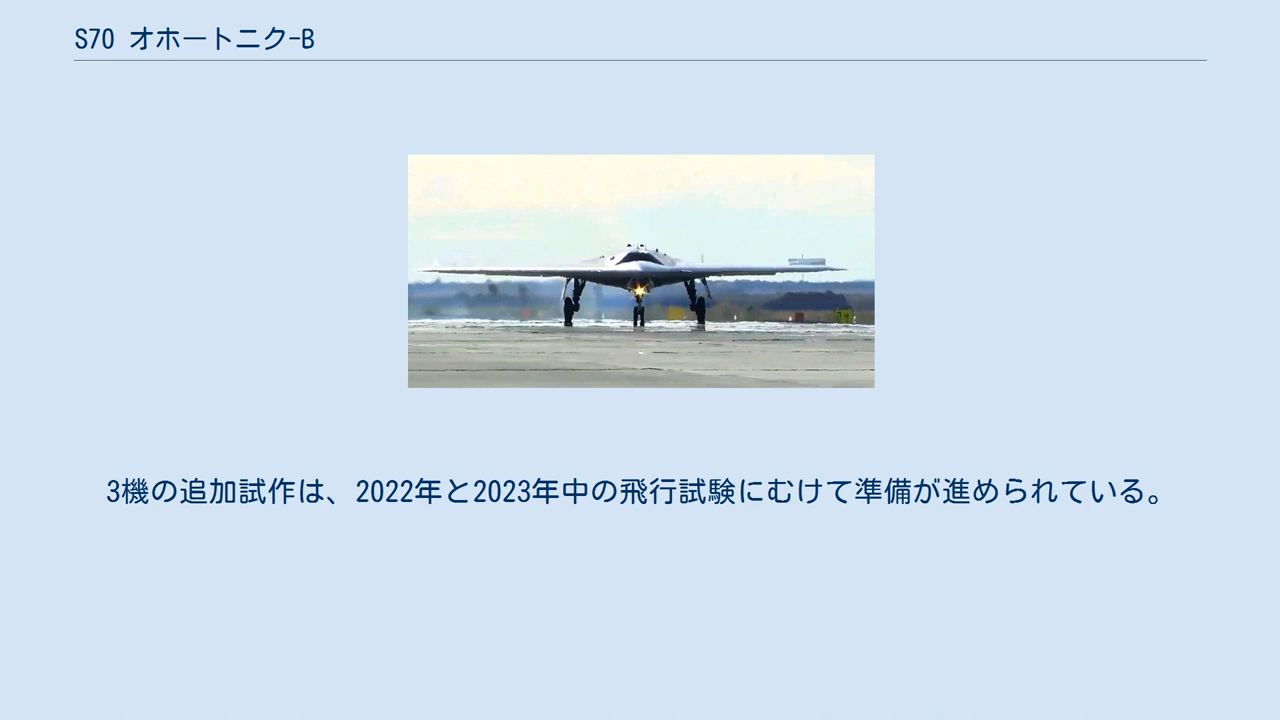 S70 オホートニク-B
3機の追加試作は、2022年と2023年中の飛行試験にむけて準備が進められている。